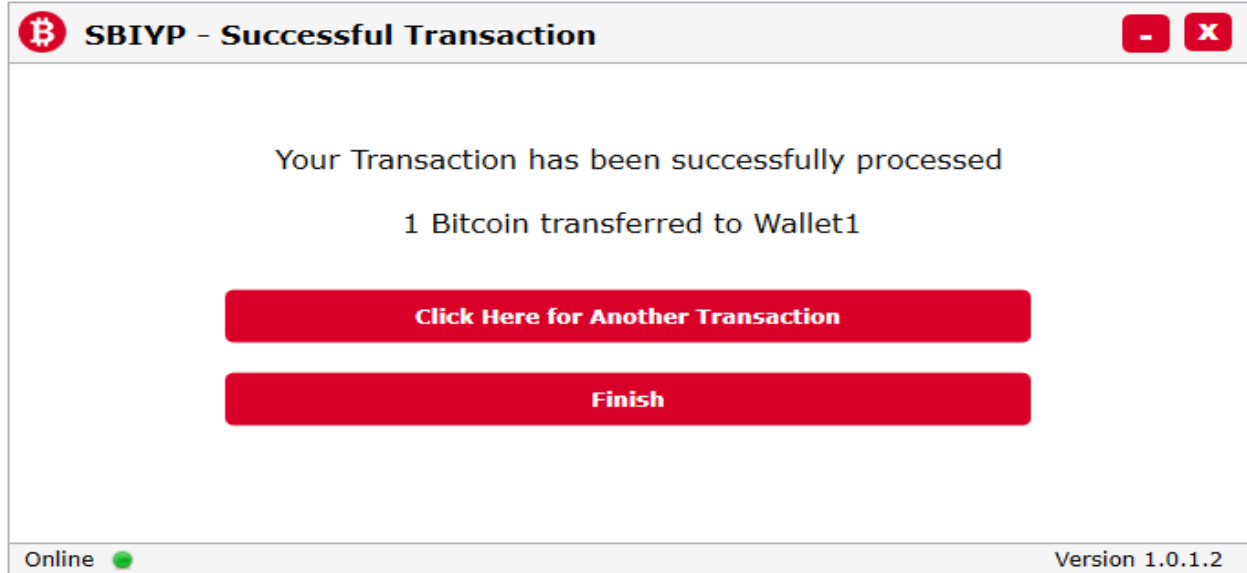 SBIYP - Successful Transaction
- X
Your Transaction has been successfully processed
1 Bitcoin transferred to Wallet1
Click Here for Another Transaction
Finish
Online
Version 1.0.1.2